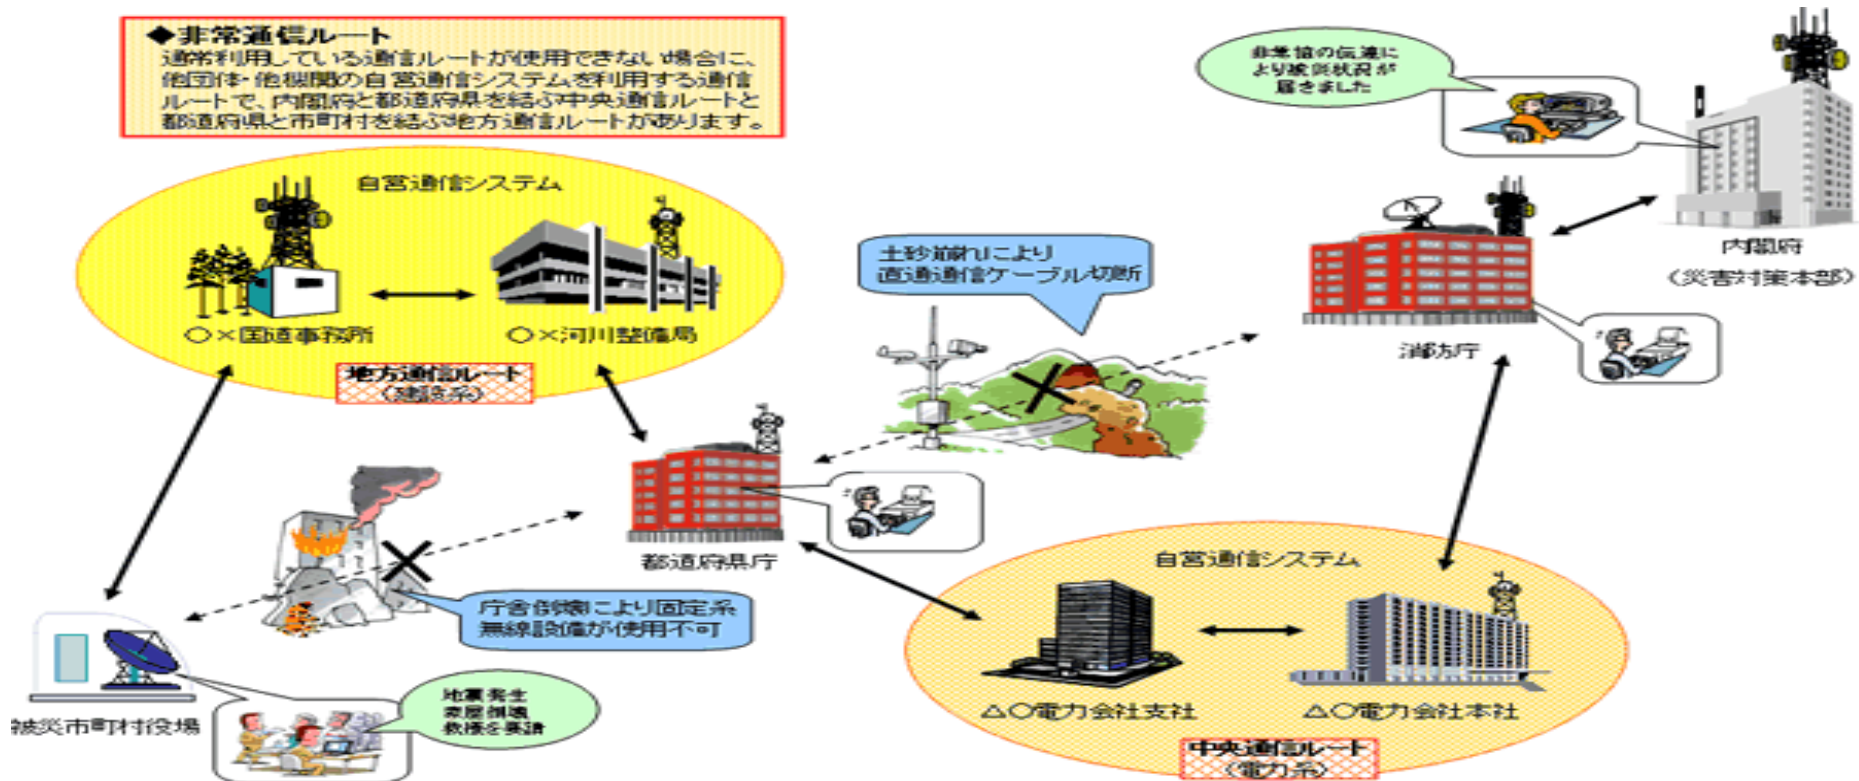 ◆非常通信ルート
通常利用している通信ルートが使用できない場合に、
他団体・他機関の自営通信システムを利用する通信
ルートで、内閣府と都道府県を結ぶ中央通信ルートと
都道府県と市町村を結ぶ地方通信ルートがあります。
非常信の伝達に
より被災状況が
届きました
自営通信システム
○×国道事務所
○×河川整備局
地方通信ルート
(建設系)
土砂崩れにより
直通通信ケーブル切断
内閣府
(災害対策本部)
消防庁
都道府県庁
庁舎倒壊により固定系
無線設備が使用不可
被災市町村役場
地震発生
家屋倒壊
救援を要請
自営通信システム
△○電力会社支社
△○電力会社本社
中央通信ルート
(電力系)